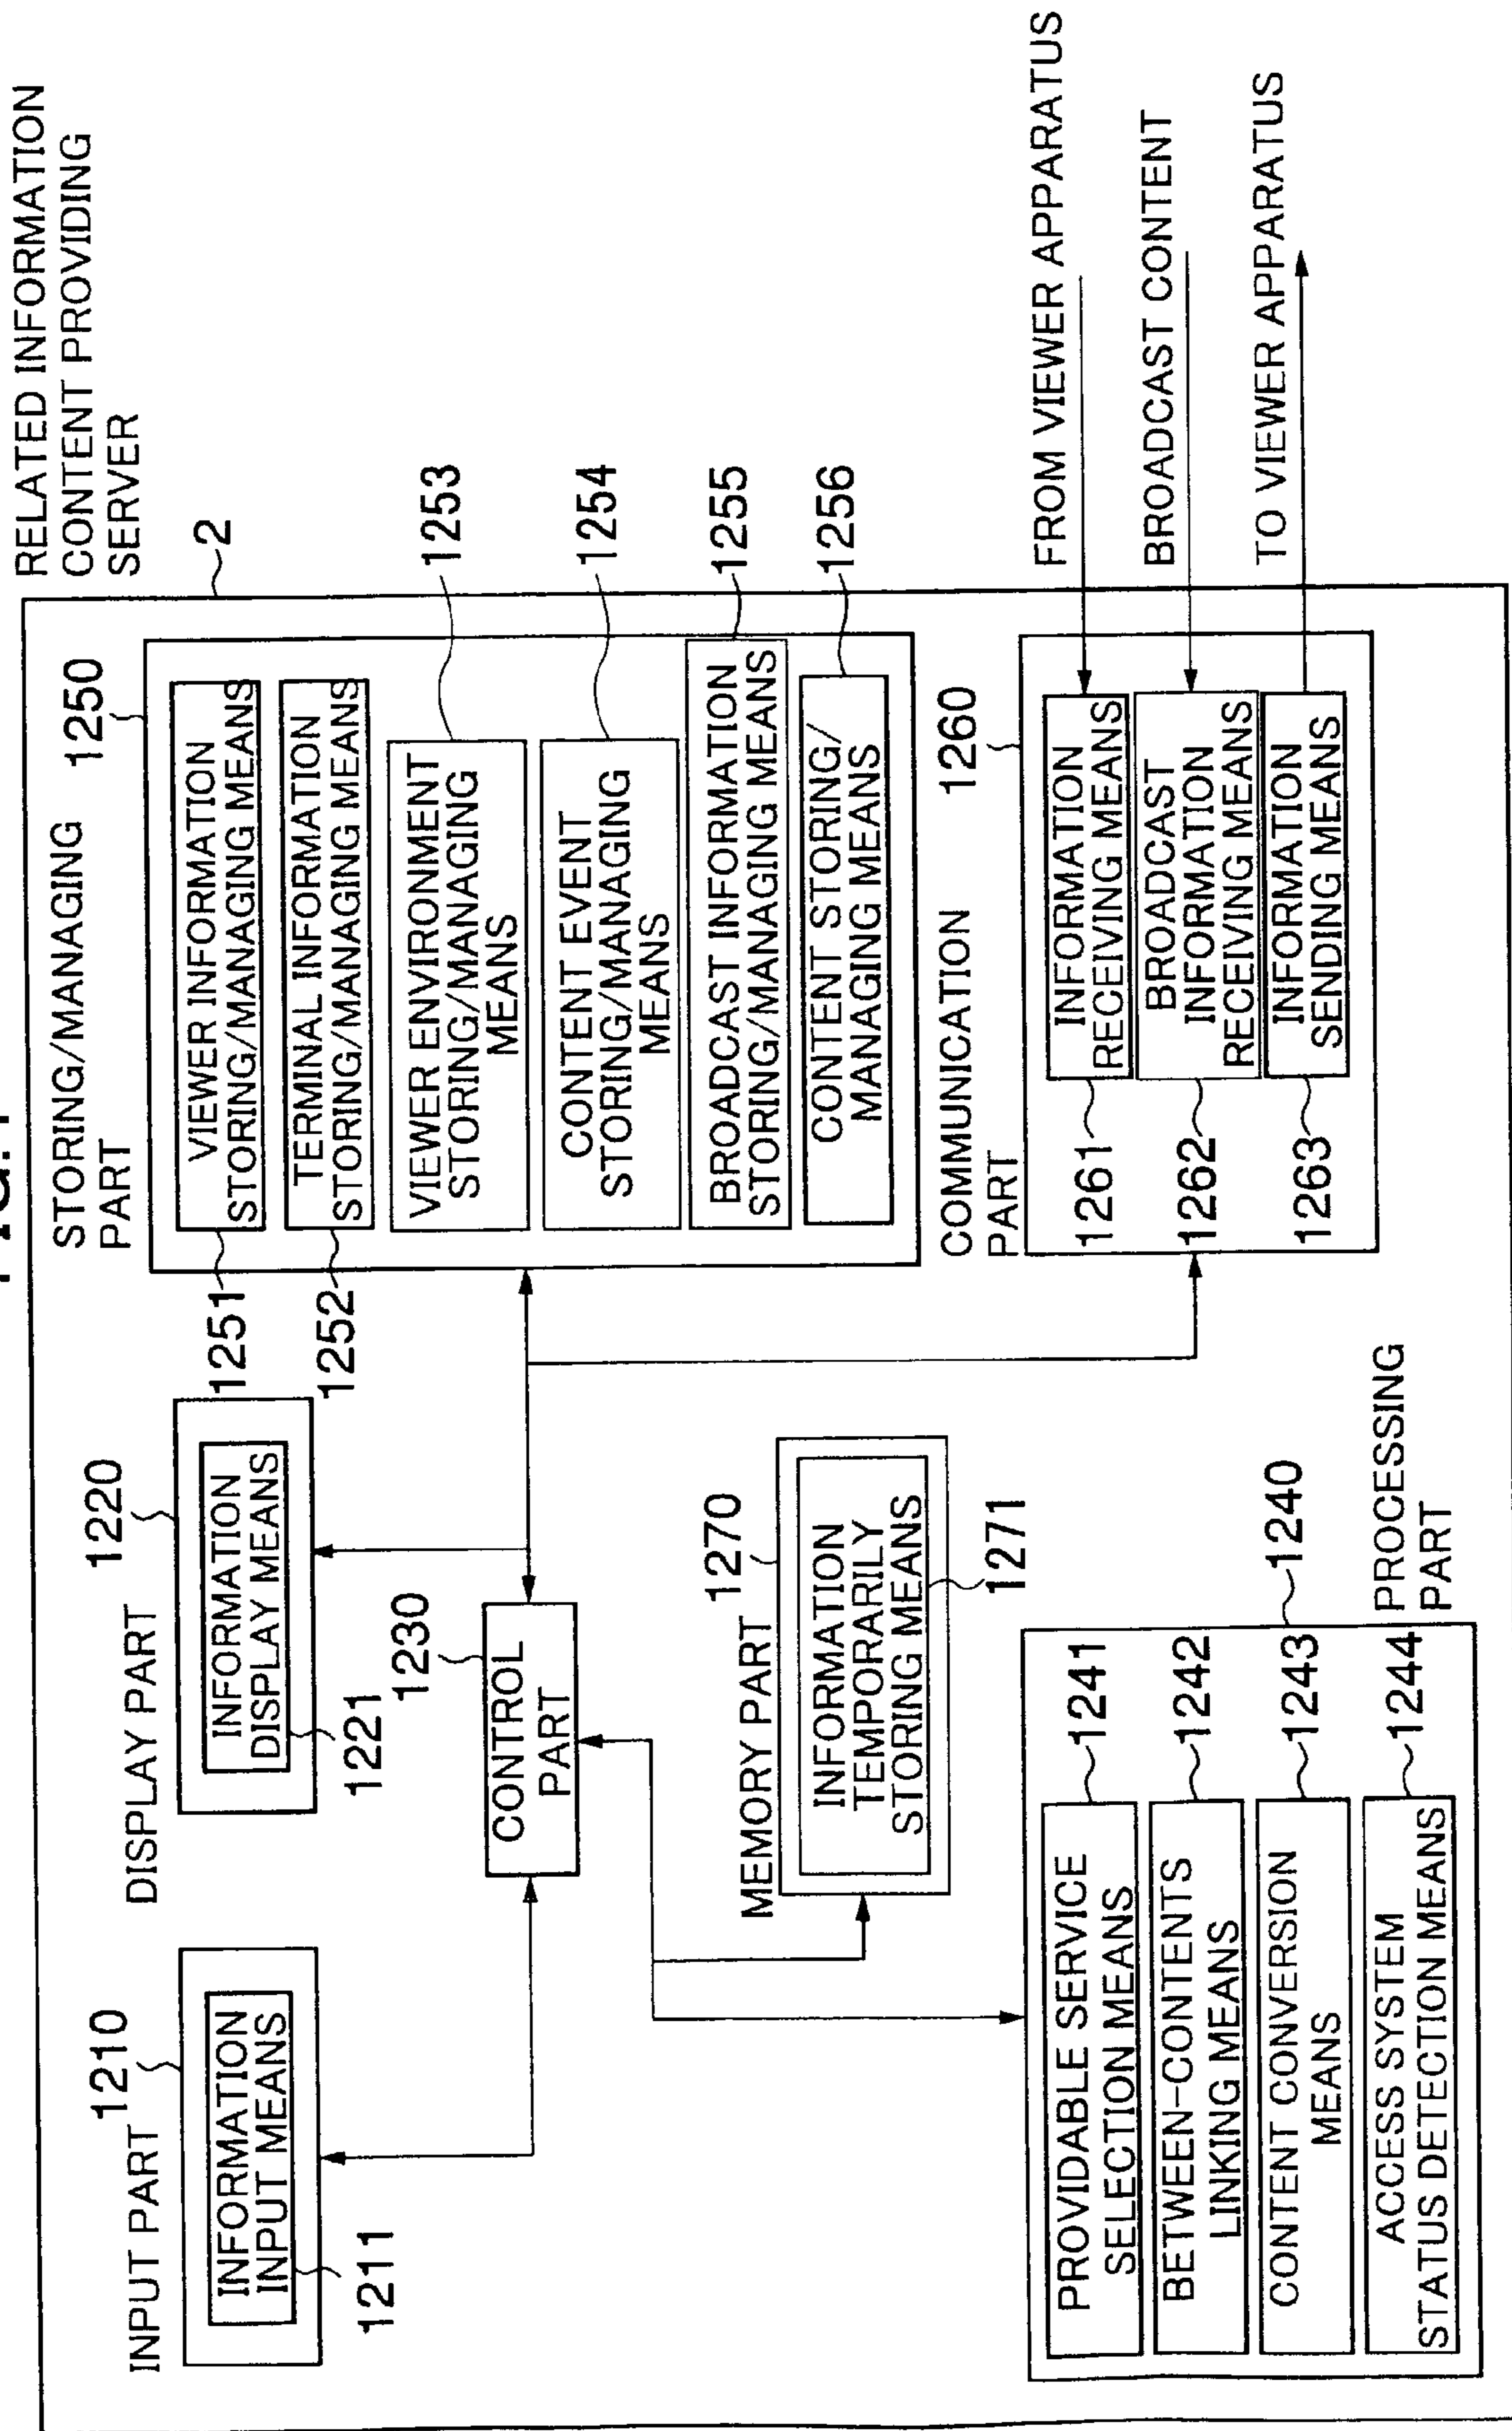 RELATED INFORMATION
CONTENT PROVIDING
SERVER
2
INPUT PART
1210
INFORMATION
INPUT MEANS
1211
DISPLAY PART
1220
INFORMATION
DISPLAY MEANS
1221
STORING/MANAGING
PART
1250
VIEWER INFORMATION
STORING/MANAGING MEANS
1251
TERMINAL INFORMATION
STORING/MANAGING MEANS
1252
VIEWER ENVIRONMENT
STORING/MANAGING
MEANS
1253
CONTENT EVENT
STORING/MANAGING
MEANS
1254
BROADCAST INFORMATION
STORING/MANAGING MEANS
1255
CONTENT STORING/
MANAGING MEANS
1256
1230
CONTROL
PART
MEMORY PART
1270
INFORMATION
TEMPORARILY
STORING MEANS
1271
COMMUNICATION
PART
1260
INFORMATION
RECEIVING MEANS
1261
FROM VIEWER APPARATUS
BROADCAST
INFORMATION
RECEIVING MEANS
1262
BROADCAST CONTENT
INFORMATION
SENDING MEANS
1263
TO VIEWER APPARATUS
PROVIDABLE SERVICE
SELECTION MEANS
1241
BETWEEN-CONTENTS
LINKING MEANS
1242
CONTENT CONVERSION
MEANS
1243
ACCESS SYSTEM
STATUS DETECTION MEANS
1244
1240
PROCESSING
PART